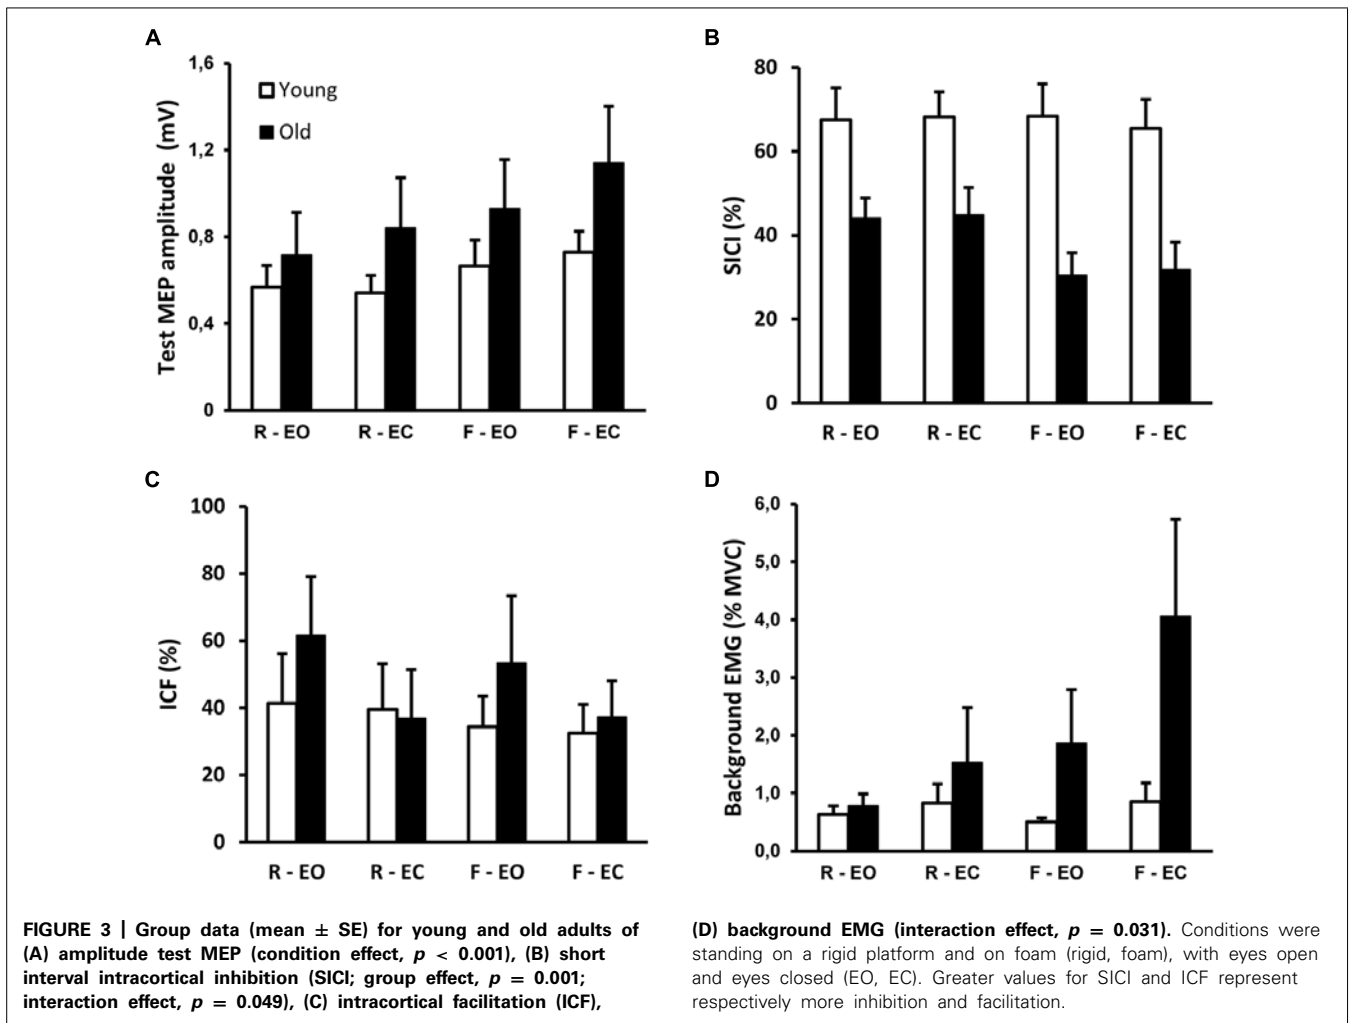 A
1,6
1,2
0,8
0,4
0
Test MEP amplitude (mV)
Young
Old
R - EO
R - EC
F - EO
F - EC
B
80
60
40
20
0
SICI (%)
R - EO
R - EC
F - EO
F - EC
C
100
80
60
40
20
0
ICF (%)
R - EO
R - EC
F - EO
F - EC
D
6,0
5,0
4,0
3,0
2,0
1,0
0,0
Background EMG (% MVC)
R - EO
R - EC
F - EO
F - EC
FIGURE 3 | Group data (mean ± SE) for young and old adults of
(A) amplitude test MEP (condition effect, p < 0.001), (B) short
interval intracortical inhibition (SICI; group effect, p = 0.001;
interaction effect, p = 0.049), (C) intracortical facilitation (ICF),
(D) background EMG (interaction effect, p = 0.031). Conditions were
standing on a rigid platform and on foam (rigid, foam), with eyes open
and eyes closed (EO, EC). Greater values for SICI and ICF represent
respectively more inhibition and facilitation.